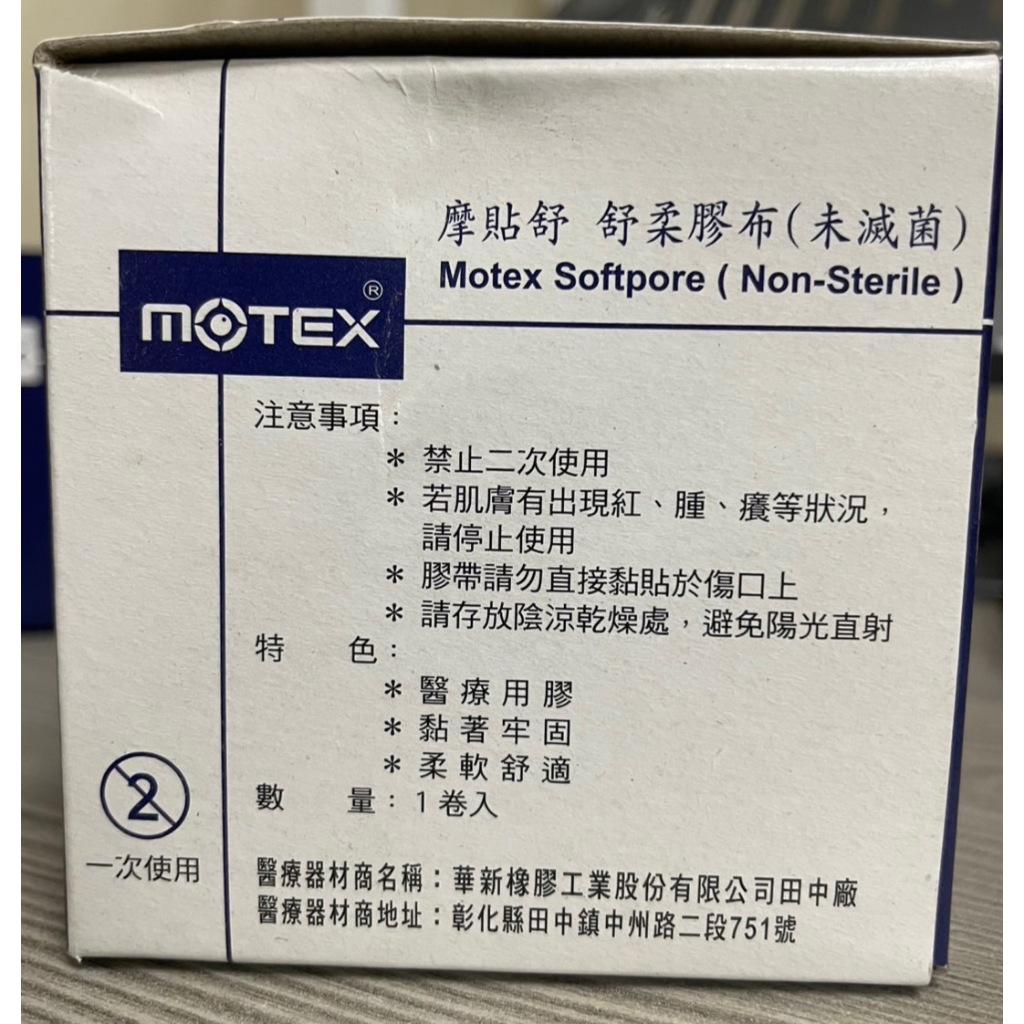 摩貼舒 舒柔膠布(未滅菌)
Motex Softpore ( Non-Sterile )
MOTEX®
注意事項：
* 禁止二次使用
* 若肌膚有出現紅、腫、癢等狀況，
請停止使用
* 膠帶請勿直接黏貼於傷口上
* 請存放陰涼乾燥處，避免陽光直射
特 色：
* 醫療用膠
* 黏著牢固
* 柔軟舒適
數 量：1卷入
2
一次使用
醫療器材商名稱：華新橡膠工業股份有限公司田中廠
醫療器材商地址：彰化縣田中鎮中州路二段751號